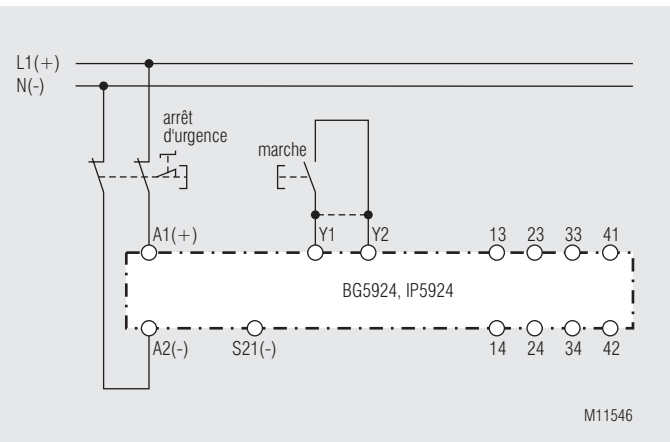 L1(+)
N(-)
arrêt
d'urgence
marche
A1(+)
Y1
Y2
13
23
33
41
BG5924, IP5924
A2(-)
S21(-)
14
24
34
42
M11546